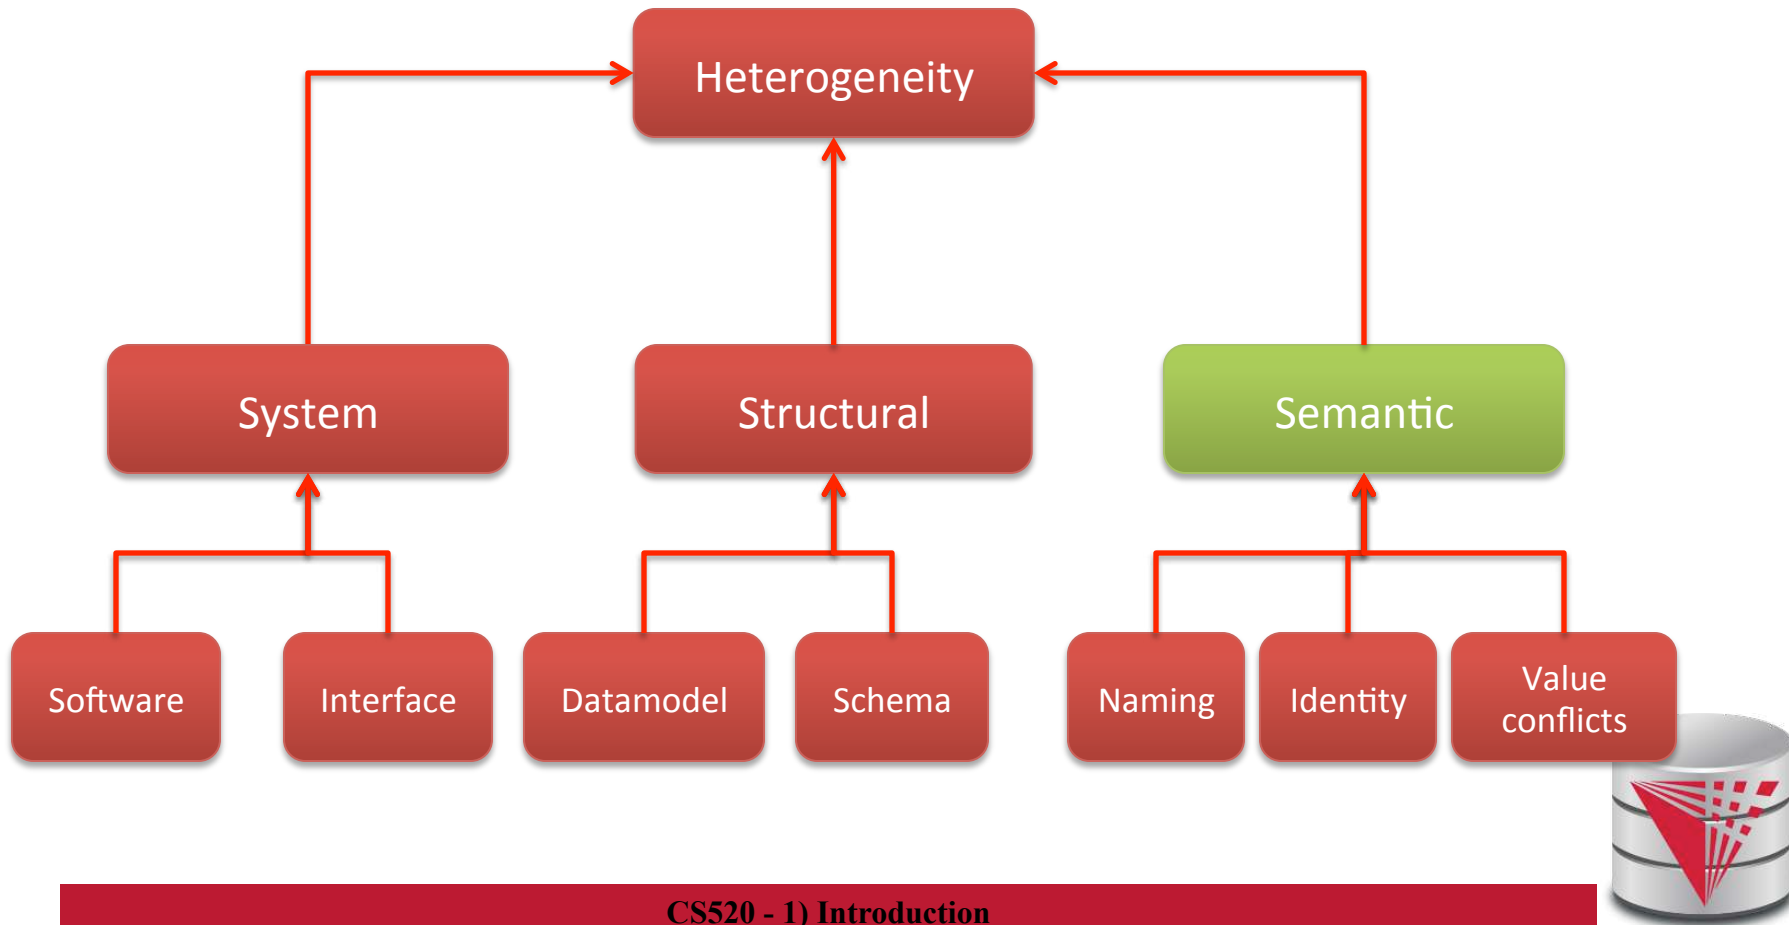 Heterogeneity
System
Structural
Semantic
Software
Interface
Datamodel
Schema
Naming
Identity
Value
conflicts
CS520 - 1) Introduction